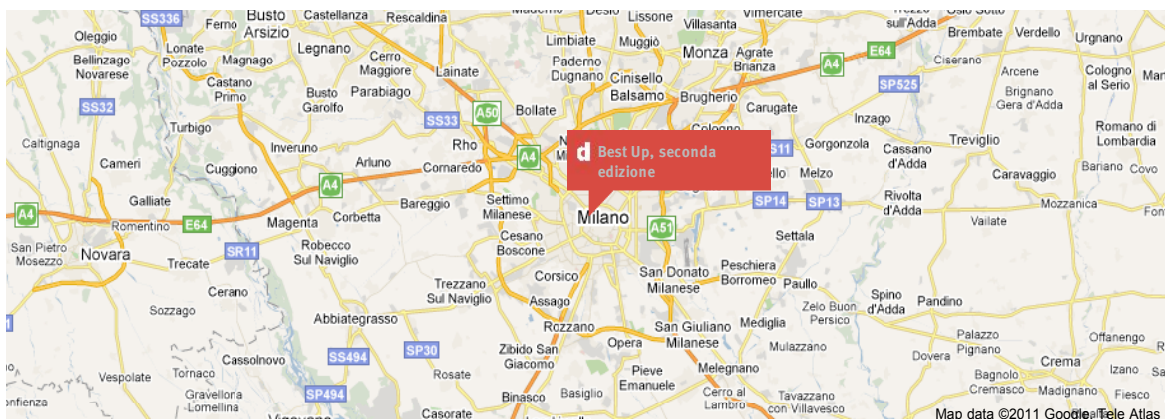 SS336
Busto
Arsizio
Castellanza
Rescaldina
Lissone
Vimercate
Trezzo
sull'Adda
Ferno
Desio
Villasanta
Brembate
Verdello
Urgnano
Oleggio
Lonate
Pozzolo
Magnago
Legnano
Cerro
Maggiore
Limbiate
Muggiò
Monza
Agrate
Brianza
E64
A4
Ciserano
Bellinzago
Novarese
Castano
Primo
Lainate
Paderno
Dugnano
Cinisello
Balsamo
Arcene
Cologno
al Serio
SP525
Brugherio
Carugate
Brignano
Gera d'Adda
SS32
Busto
Garolfo
Parabiago
A50
Bollate
SS33
Turbigo
Cologno
Inzago
Caltignaga
Inveruno
Rho
Treviglio
Romano di
Lombardia
Cameri
Cuggiono
Arluno
Cornaredo
A4
d Best Up, seconda
edizione
Gorgonzola
Cassano
d'Adda
Melzo
Caravaggio
Bariano
Covo
A4
Galliate
Magenta
Corbetta
Bareggio
Settimo
Milanese
Milano
A51
SP14
SP13
Rivolta
d'Adda
Mozzanica
A4
Romentino
E64
Vailate
San Pietro
Mosezzo
Novara
Trecate
SR11
Robecco
Sul Naviglio
Cesano
Boscone
Settala
Corsico
San Donato
Milanese
Peschiera
Borromeo
Paullo
Cerano
Trezzano
Sul Naviglio
Assago
Zelo Buon
Persico
Spino
d'Adda
Pandino
Sozzago
Abbiategrasso
Rozzano
San Giuliano
Milanese
Mediglia
Offanengo
Palazzo
Pignano
Opera
Mulazzano
Dovera
Crema
Cassolnovo
SS494
SP30
Zibido San
Giacomo
Vespolate
Tornaco
Rosate
Melegnano
Pieve
Emanuele
Bagnolo
Cremasco
Madignano
Izano
Gravellona
Lomellina
SP494
Binasco
Basiglio
Cerro al
Lambro
Tavazzano
con Villavesco
Casorate
Map data ©2011 Google, Tele Atlas